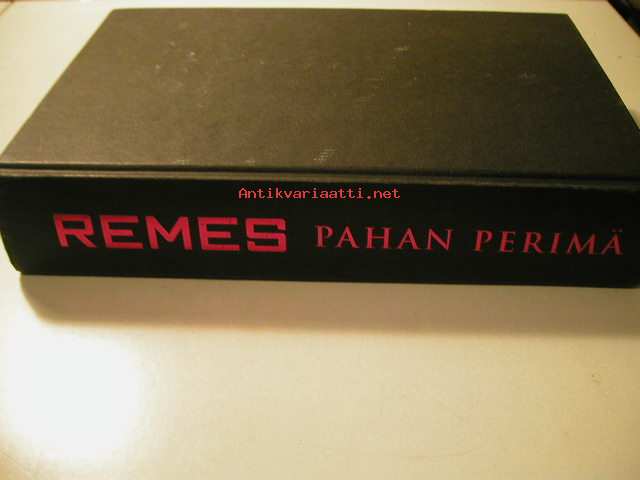 Antikvariaatti.net
REMES PAHAN PERIMÄ